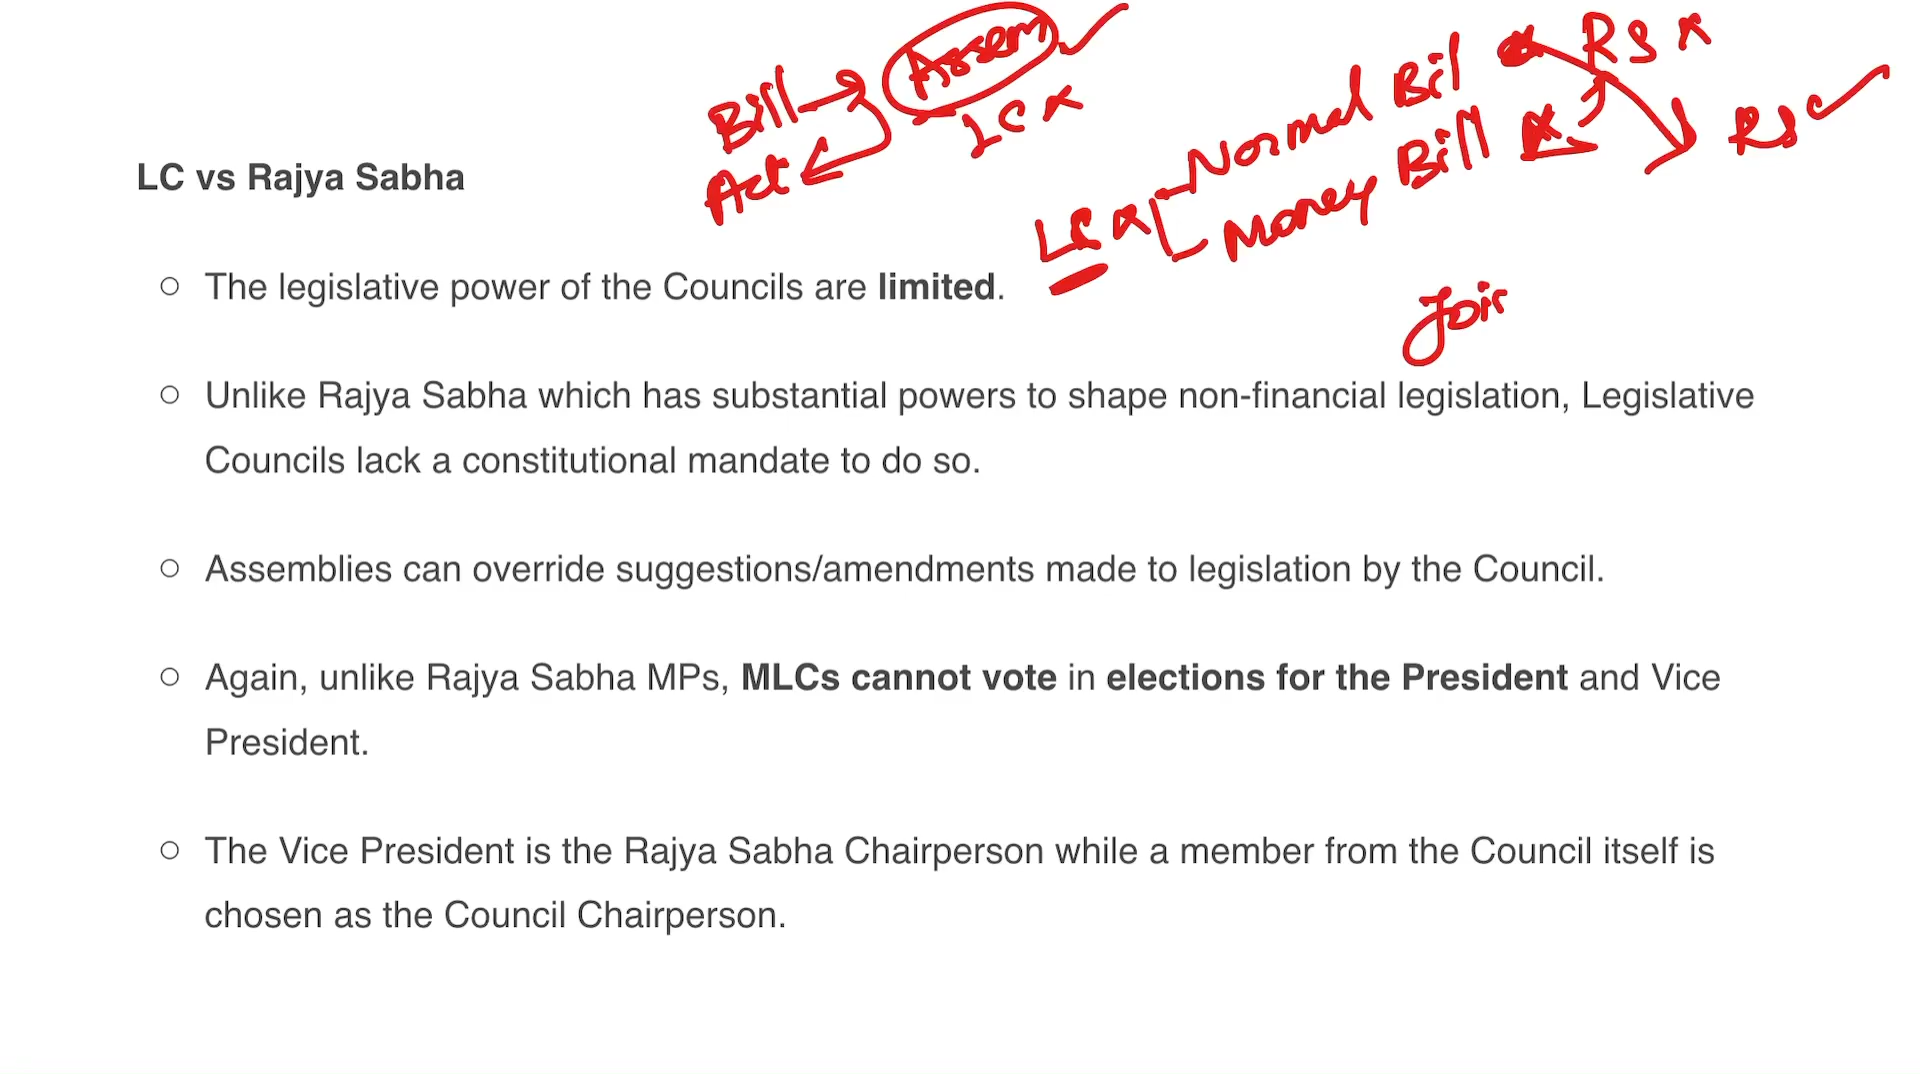 Bill Assem
Act LC x
Normal Bil RS x
LC x Money Bill RS
Join
LC vs Rajya Sabha
The legislative power of the Councils are limited.
Unlike Rajya Sabha which has substantial powers to shape non-financial legislation, Legislative
Councils lack a constitutional mandate to do so.
Assemblies can override suggestions/amendments made to legislation by the Council.
Again, unlike Rajya Sabha MPs, MLCs cannot vote in elections for the President and Vice
President.
The Vice President is the Rajya Sabha Chairperson while a member from the Council itself is
chosen as the Council Chairperson.